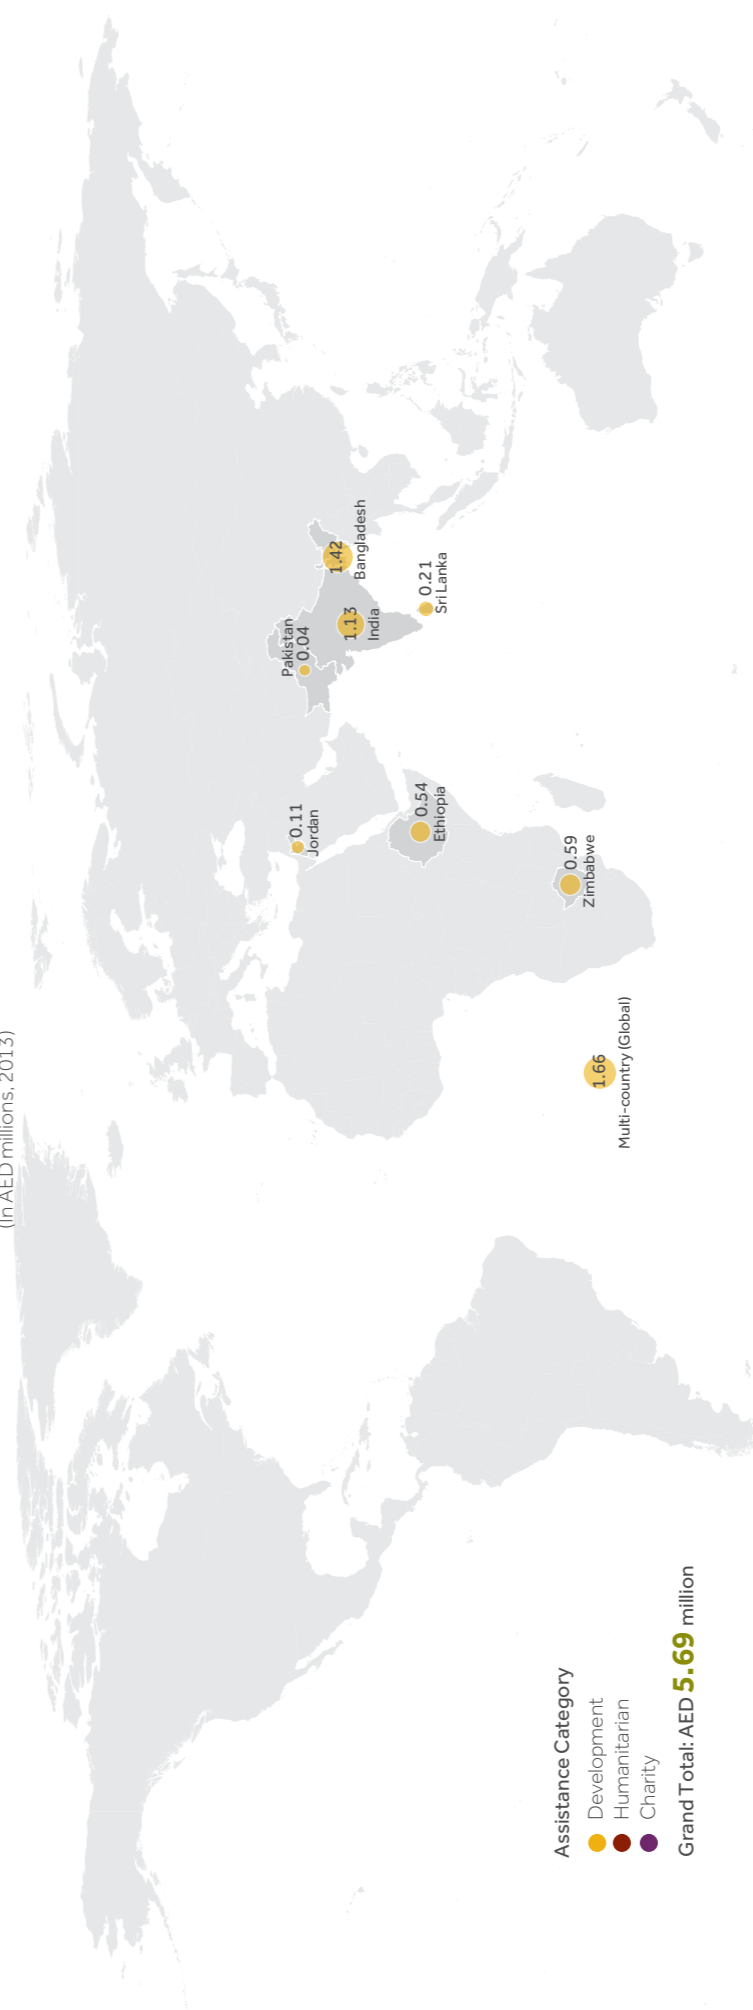 (In AED millions, 2013)
Pakistan
0.04
1.42
Bangladesh
1.13
India
0.21
Sri Lanka
0.11
Jordan
0.54
Ethiopia
0.59
Zimbabwe
1.66
Multi-country (Global)
Assistance Category
Development
Humanitarian
Charity
Grand Total: AED 5.69 million